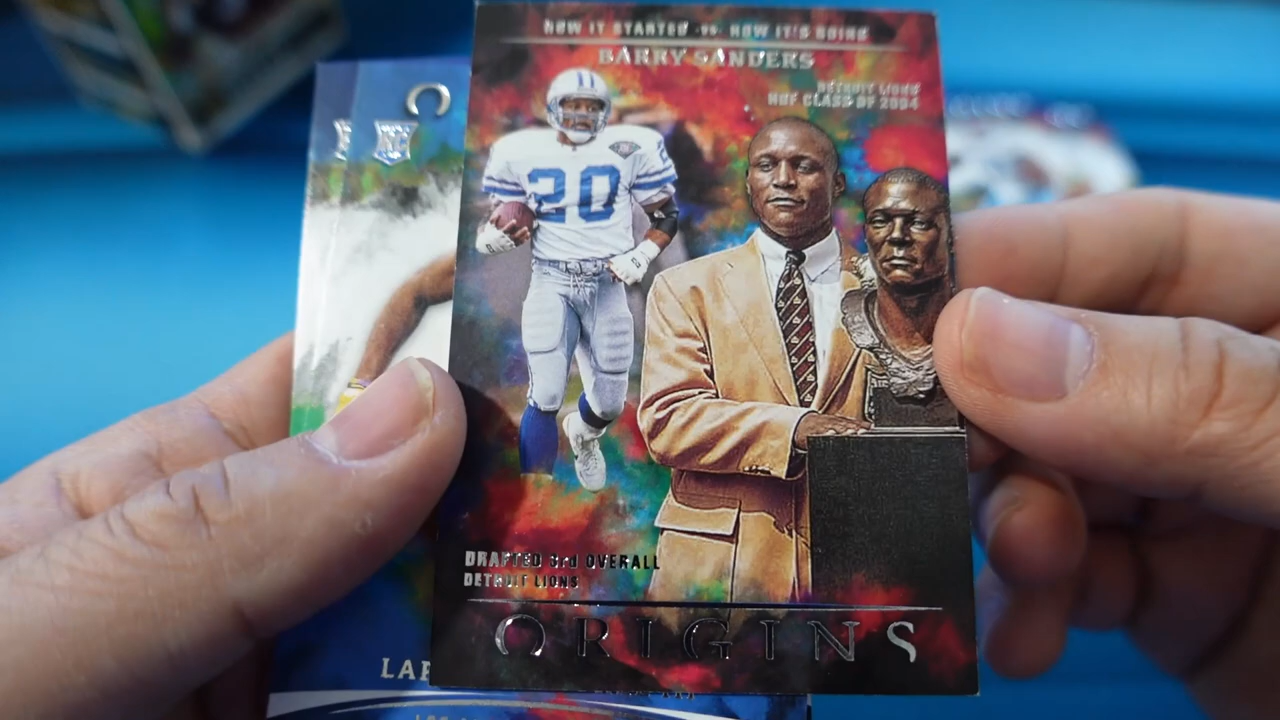 HOW IT STARTED -vs- HOW IT'S GOING
BARRY SANDERS
DETROIT LIONS
HOF CLASS OF 2004
20
DRAFTED 3rd OVERALL
DETROIT LIONS
ORIGINS